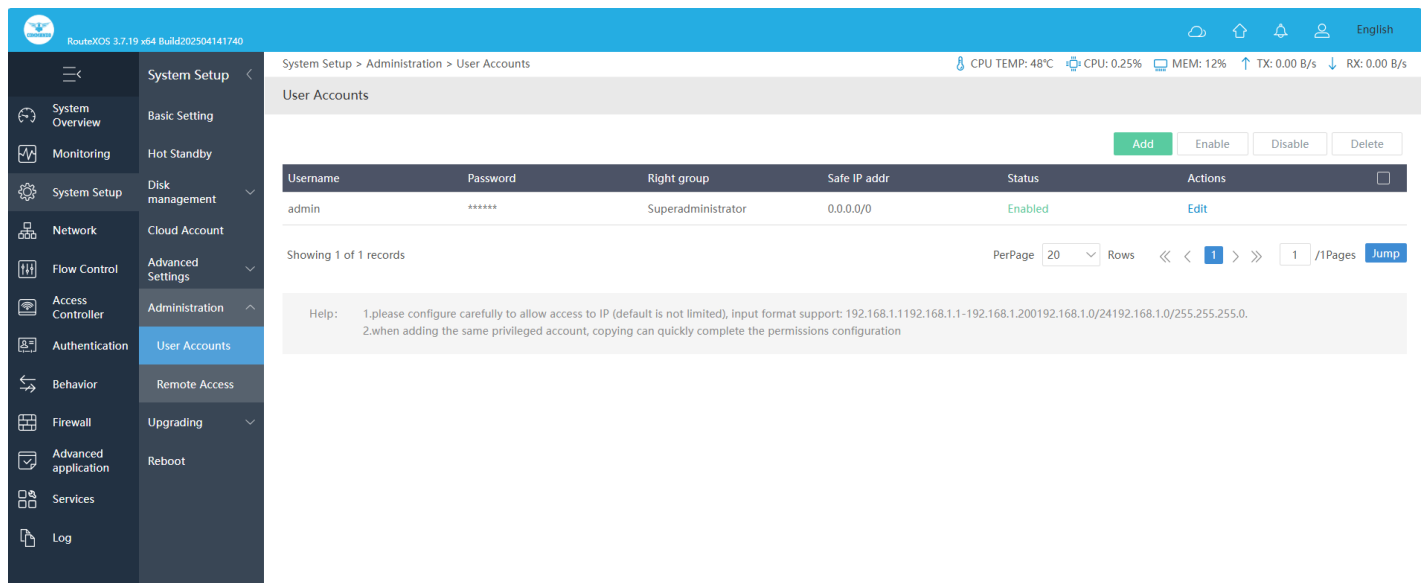 RouteXOS 3.7.19 x64 Build202504141740
English
System Setup
System Setup > Administration > User Accounts
CPU TEMP: 48℃ CPU: 0.25% MEM: 12% TX: 0.00 B/s RX: 0.00 B/s
User Accounts
System
Overview
Monitoring
System Setup
Network
Flow Control
Access
Controller
Authentication
Behavior
Firewall
Advanced
application
Services
Log
Basic Setting
Hot Standby
Disk
management
Cloud Account
Advanced
Settings
Administration
User Accounts
Remote Access
Upgrading
Reboot
Add Enable Disable Delete
Username Password Right group Safe IP addr Status Actions
admin ****** Superadministrator 0.0.0.0/0 Enabled Edit
Showing 1 of 1 records PerPage 20 Rows 1 1 /1Pages Jump
Help: 1.please configure carefully to allow access to IP (default is not limited), input format support: 192.168.1.1192.168.1.1-192.168.1.200192.168.1.0/24192.168.1.0/255.255.255.0.
2.when adding the same privileged account, copying can quickly complete the permissions configuration